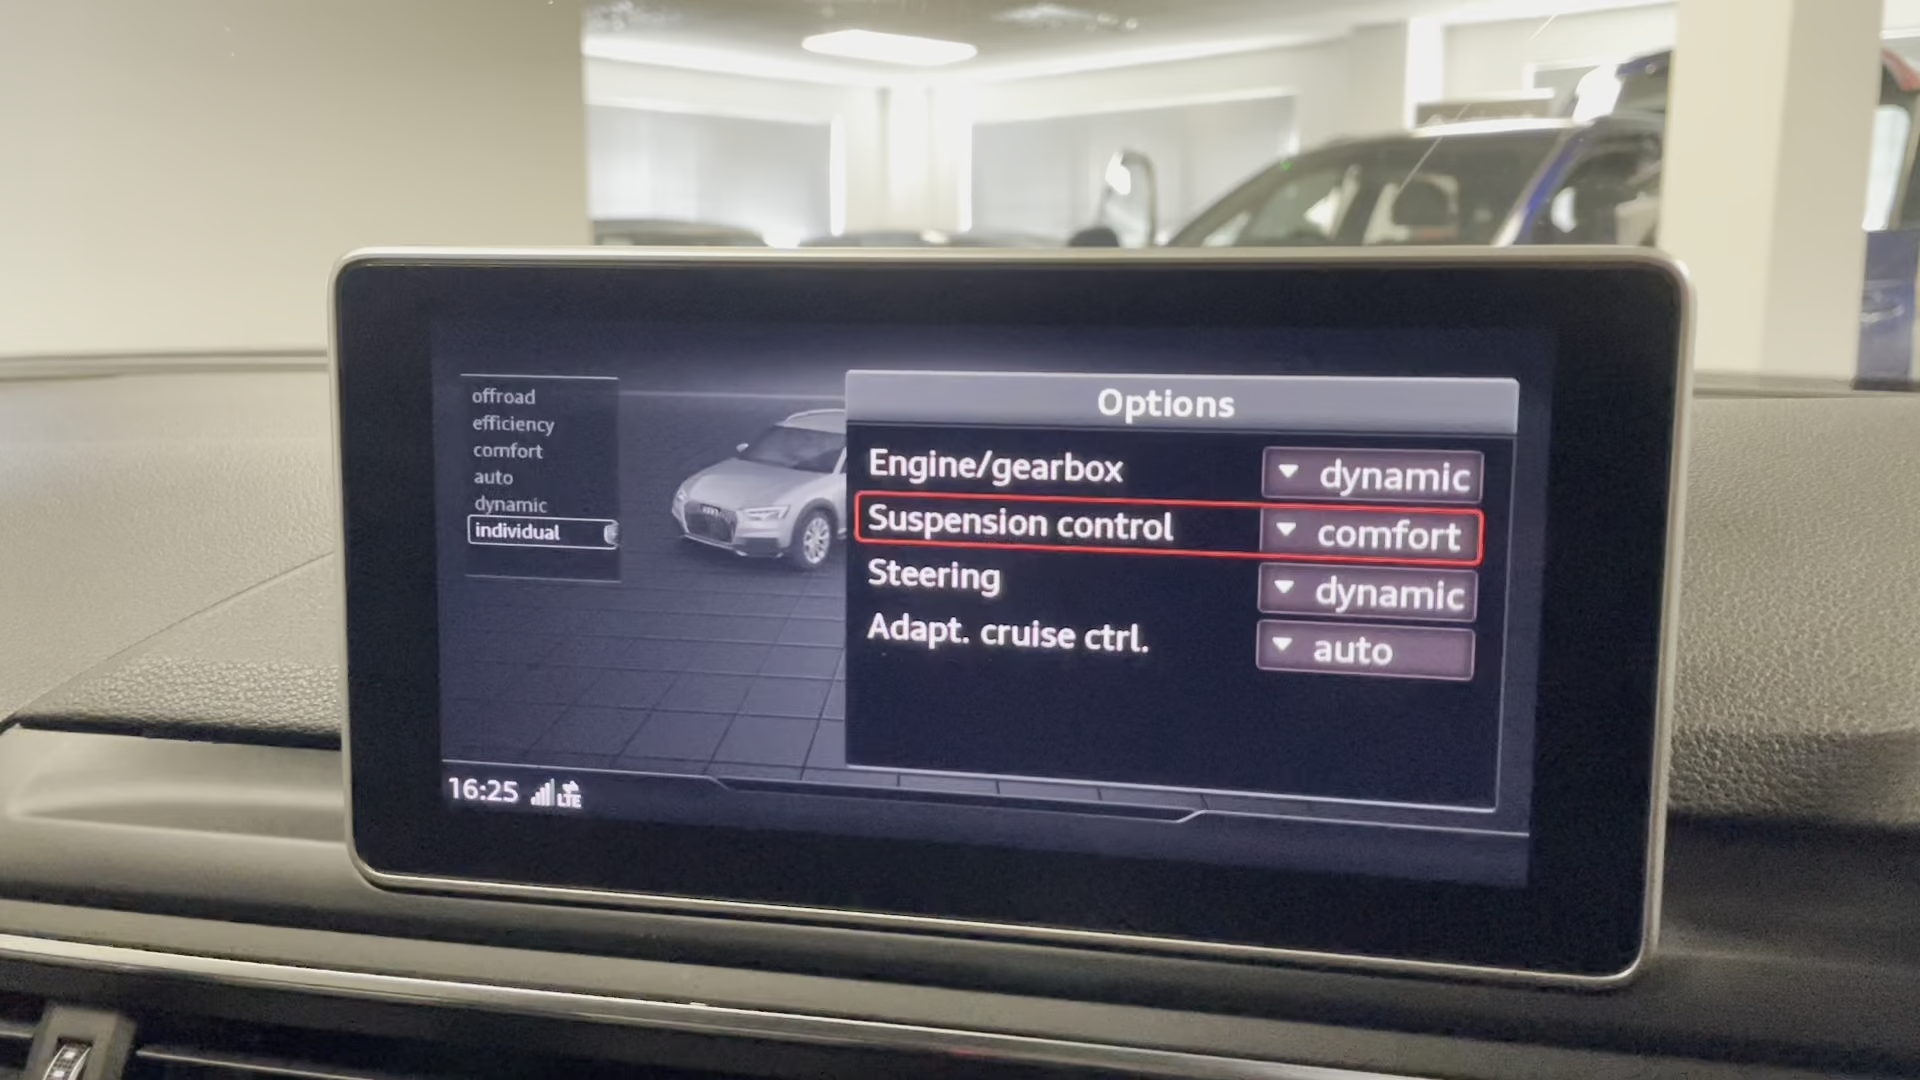 offroad
efficiency
comfort
auto
dynamic
individual
Options
Engine/gearbox dynamic
Suspension control comfort
Steering dynamic
Adapt. cruise ctrl. auto
16:25 LTE